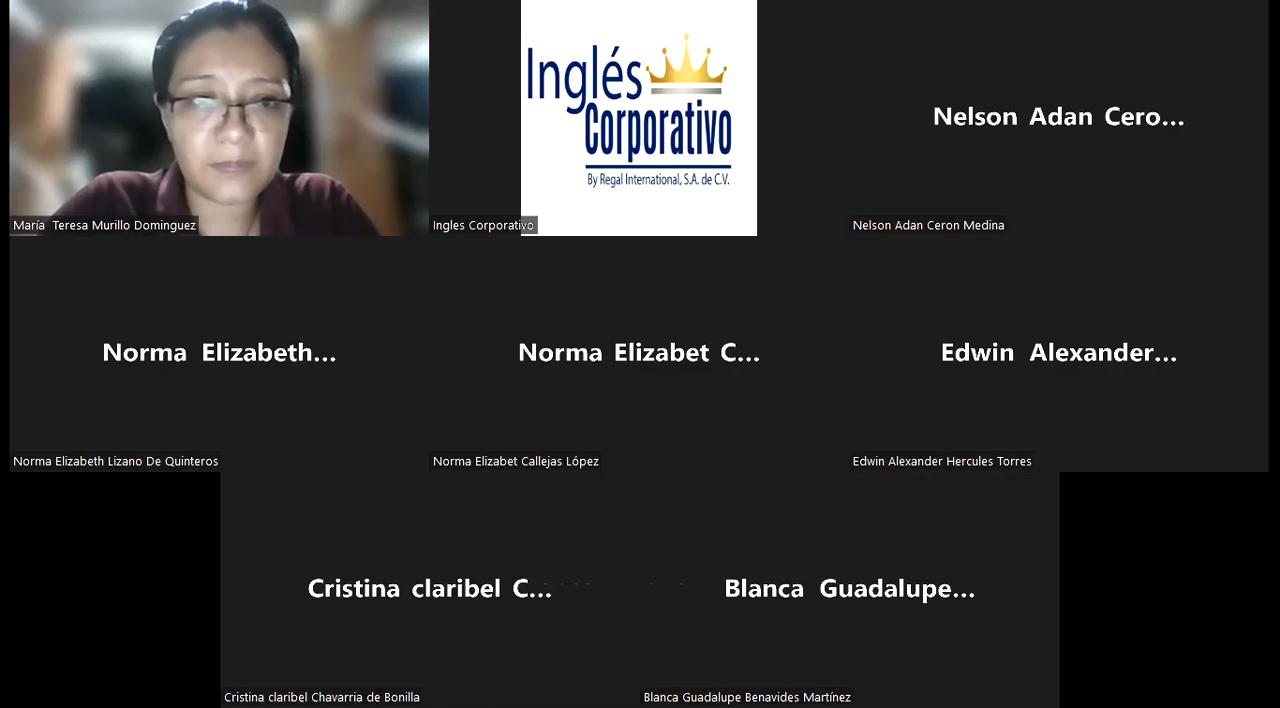 Inglés
Corporativo
By Regal International, S.A. de C.V.
Nelson Adan Cero...
María Teresa Murillo Dominguez
Ingles Corporativo
Nelson Adan Ceron Medina
Norma Elizabeth...
Norma Elizabet C...
Edwin Alexander...
Norma Elizabeth Lizano De Quinteros
Norma Elizabet Callejas López
Edwin Alexander Hercules Torres
Cristina claribel C...
Blanca Guadalupe...
Cristina claribel Chavarria de Bonilla
Blanca Guadalupe Benavides Martínez